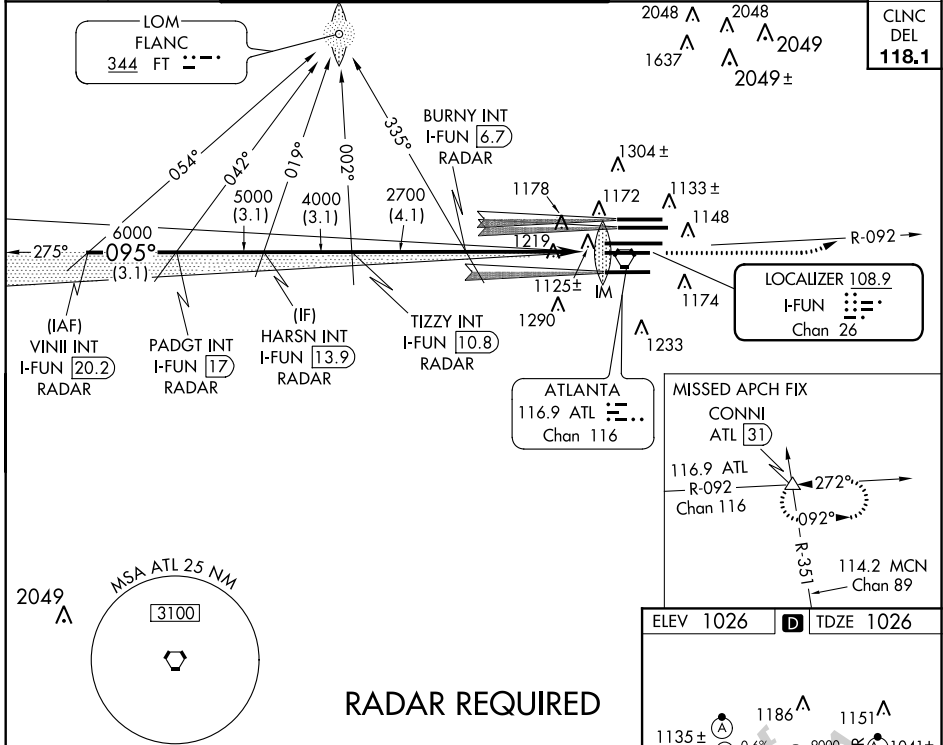 LOM
FLANC
344 FT
2048
2048
2049
1637
2049 ±
CLNC
DEL
118.1
BURNY INT
I-FUN 6.7
RADAR
054°
042°
019°
002°
335°
1304 ±
1178
1172
1133 ±
1148
5000
(3.1)
4000
(3.1)
2700
(4.1)
6000
275°
095°
(3.1)
1219
R-092
1125 ±
IM
1174
1290
1233
LOCALIZER 108.9
I-FUN
Chan 26
(IAF)
VINII INT
I-FUN 20.2
RADAR
PADGT INT
I-FUN 17
RADAR
(IF)
HARSN INT
I-FUN 13.9
RADAR
TIZZY INT
I-FUN 10.8
RADAR
ATLANTA
116.9 ATL
Chan 116
MISSED APCH FIX
CONNI
ATL 31
116.9 ATL
R-092
Chan 116
272°
092°
R-351
114.2 MCN
Chan 89
MSA ATL 25 NM
3100
2049
RADAR REQUIRED
ELEV 1026 D TDZE 1026
1186
1151
1135 ± A